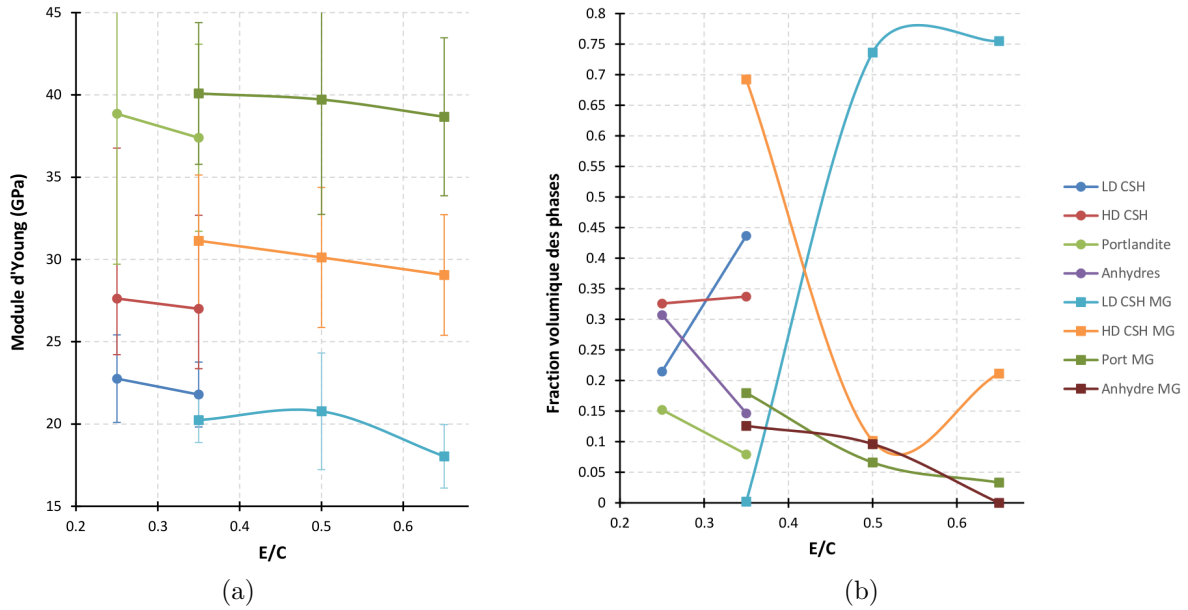 45
40
35
30
25
20
15
0.2
0.3
0.4
0.5
0.6
Module d'Young (GPa)
E/C
(a)
0.8
0.75
0.7
0.65
0.6
0.55
0.5
0.45
0.4
0.35
0.3
0.25
0.2
0.15
0.1
0.05
0
0.2
0.3
0.4
0.5
0.6
Fraction volumique des phases
E/C
(b)
LD CSH
HD CSH
Portlandite
Anhydres
LD CSH MG
HD CSH MG
Port MG
Anhydre MG